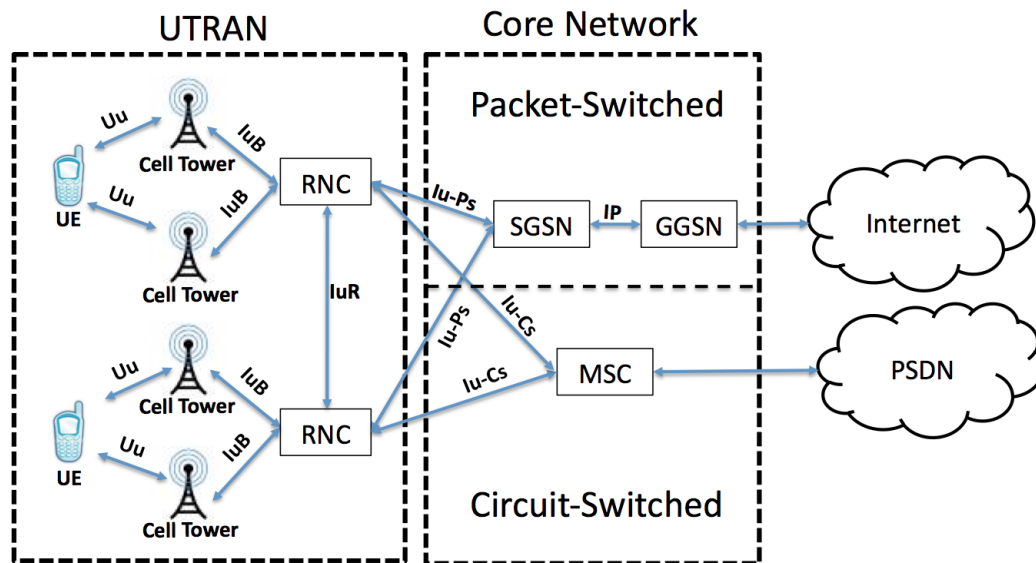 UTRAN
Core Network
Packet-Switched
Uu
IuB
Cell Tower
UE
Uu
IuB
Cell Tower
RNC
Iu-Ps
SGSN
IP
GGSN
Internet
IuR
Iu-Ps
Iu-Cs
Uu
IuB
Cell Tower
UE
Uu
IuB
Cell Tower
RNC
Iu-Cs
MSC
PSDN
Circuit-Switched